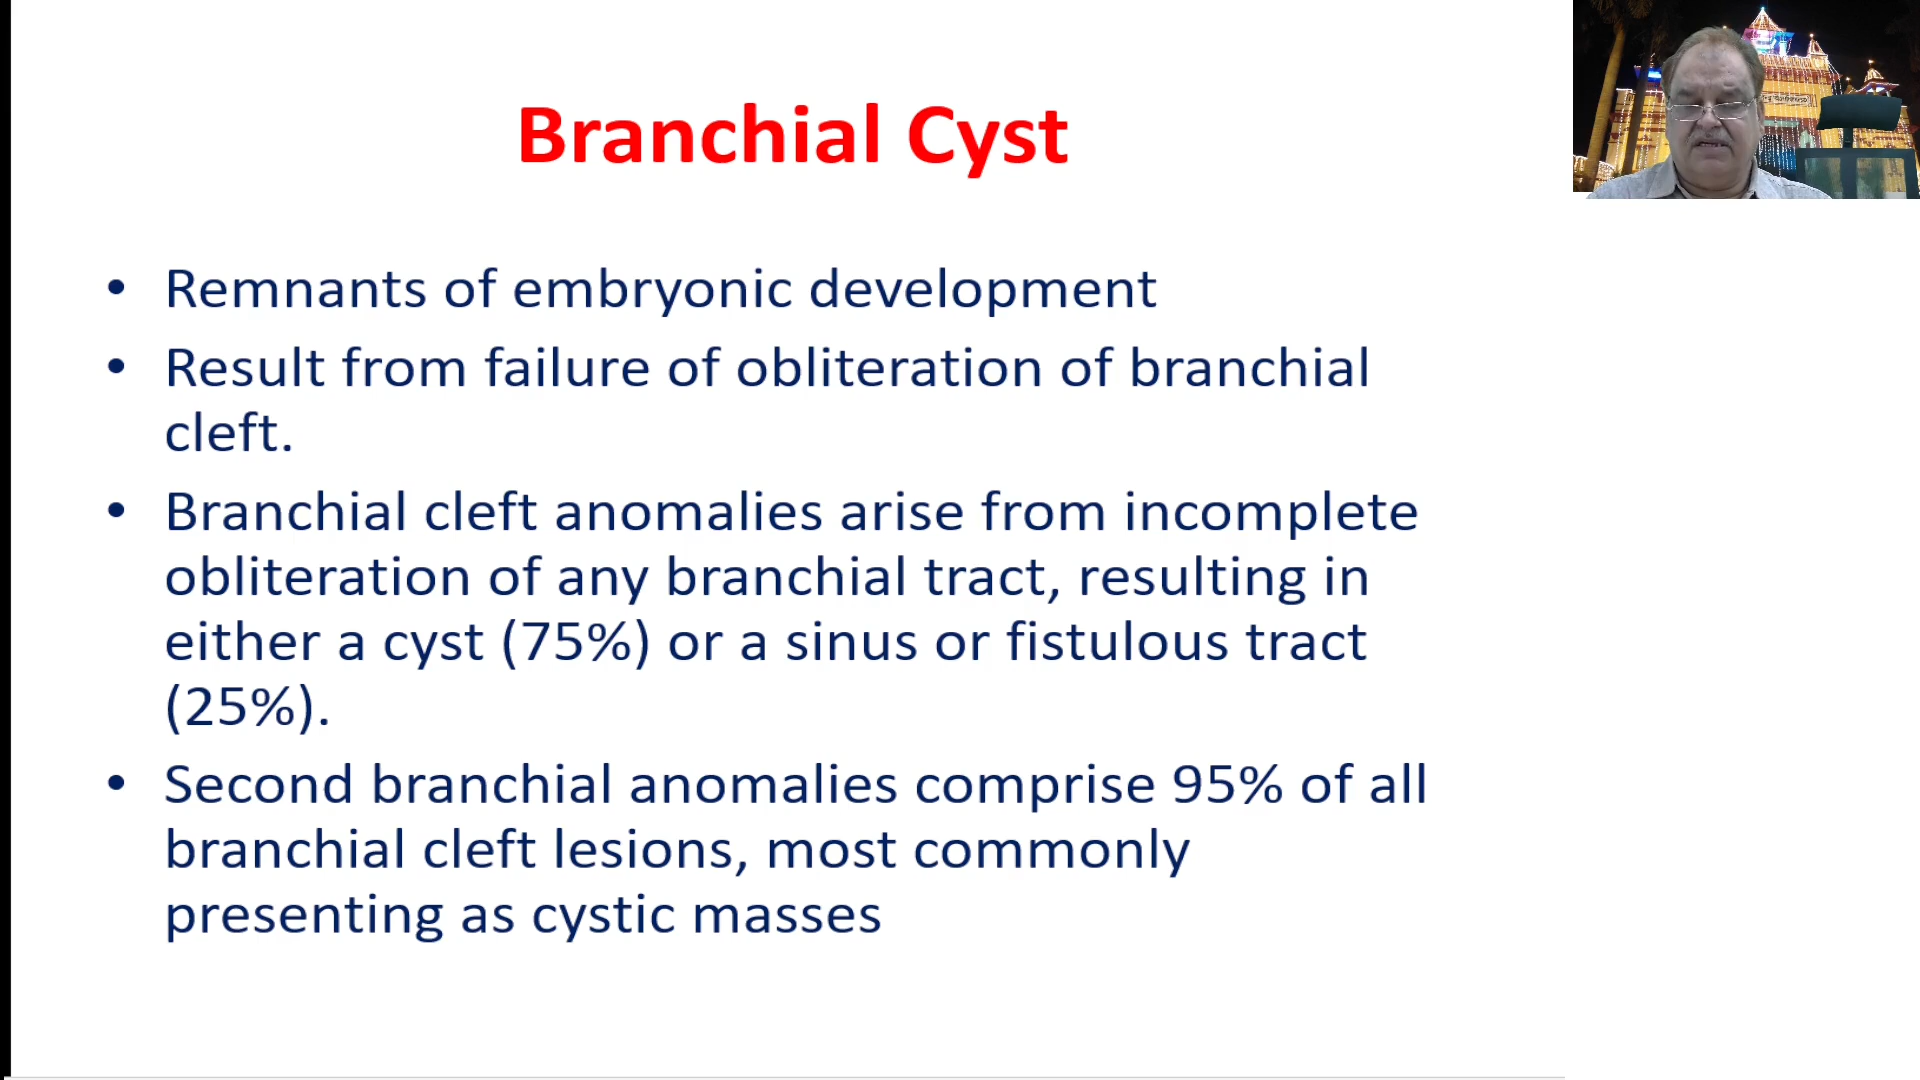 Branchial Cyst
• Remnants of embryonic development
• Result from failure of obliteration of branchial
cleft.
• Branchial cleft anomalies arise from incomplete
obliteration of any branchial tract, resulting in
either a cyst (75%) or a sinus or fistulous tract
(25%).
• Second branchial anomalies comprise 95% of all
branchial cleft lesions, most commonly
presenting as cystic masses